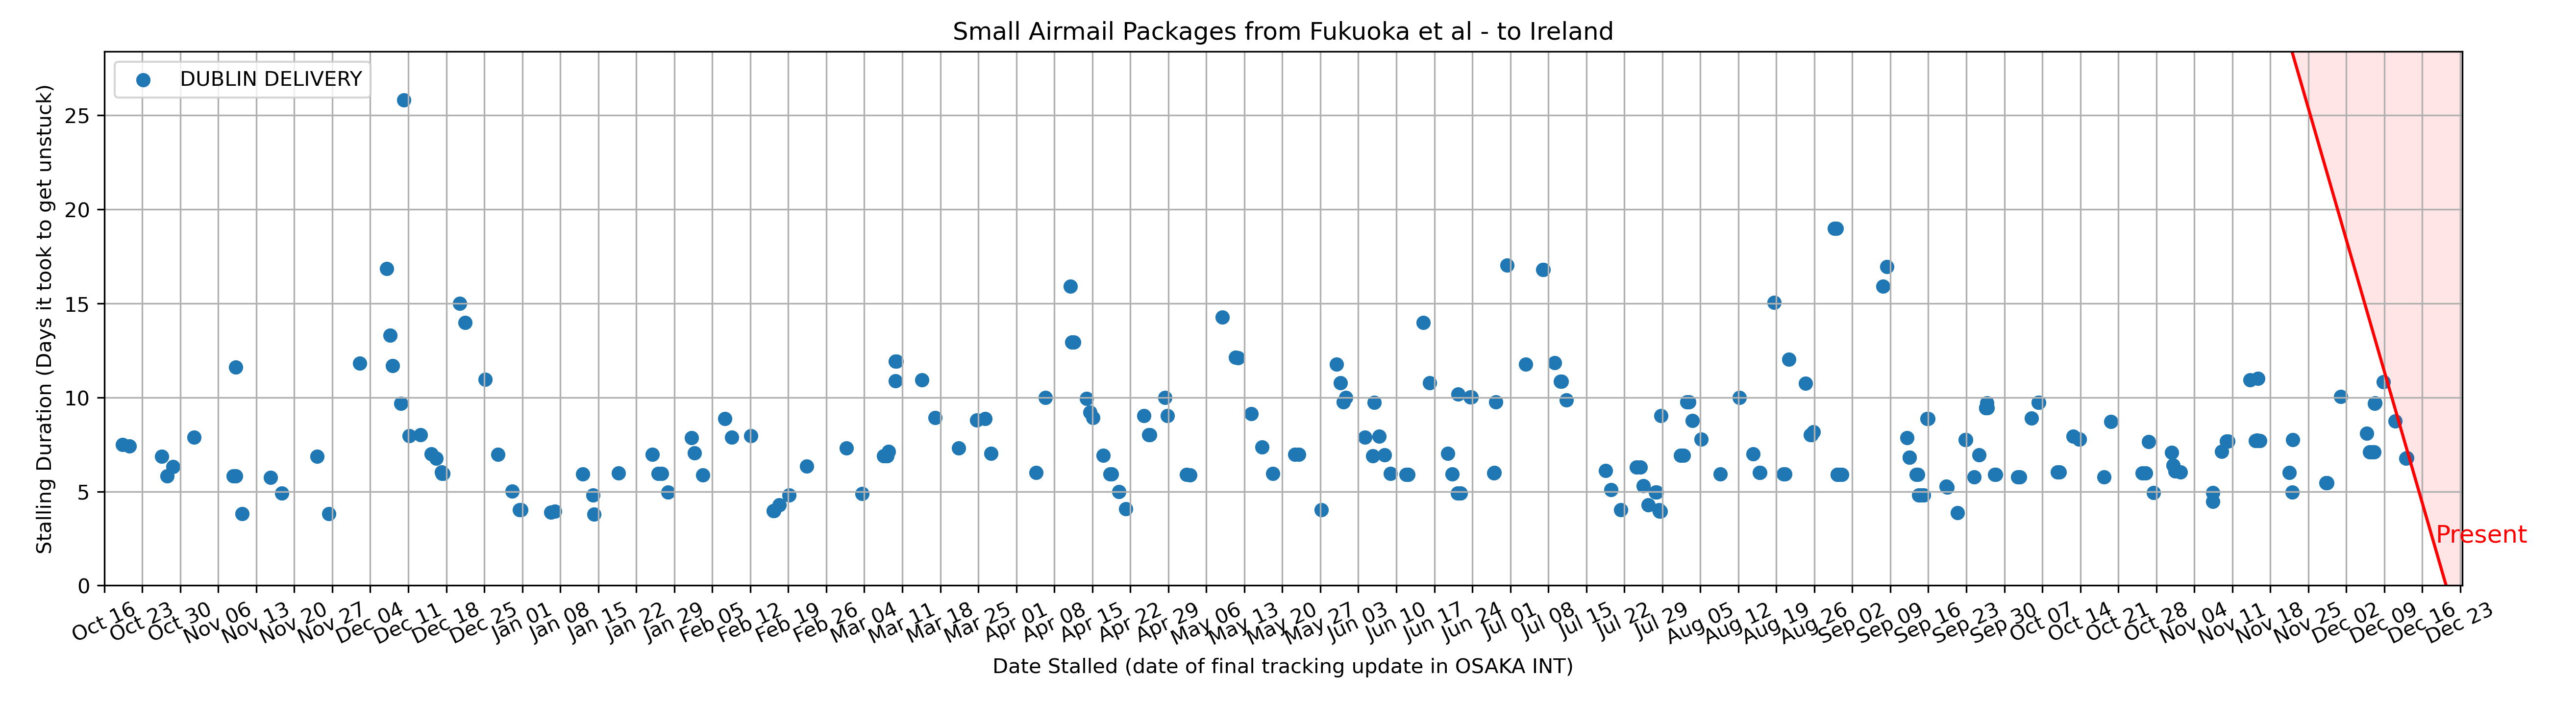 Small Airmail Packages from Fukuoka et al - to Ireland
DUBLIN DELIVERY
Stalling Duration (Days it took to get unstuck)
25
20
15
10
5
0
Present
Oct 16
Oct 23
Oct 30
Nov 06
Nov 13
Nov 20
Nov 27
Dec 04
Dec 11
Dec 18
Dec 25
Jan 01
Jan 08
Jan 15
Jan 22
Jan 29
Feb 05
Feb 12
Feb 19
Feb 26
Mar 04
Mar 11
Mar 18
Mar 25
Apr 01
Apr 08
Apr 15
Apr 22
Apr 29
May 06
May 13
May 20
May 27
Jun 03
Jun 10
Jun 17
Jun 24
Jul 01
Jul 08
Jul 15
Jul 22
Jul 29
Aug 05
Aug 12
Aug 19
Aug 26
Sep 02
Sep 09
Sep 16
Sep 23
Sep 30
Oct 07
Oct 14
Oct 21
Oct 28
Nov 04
Nov 11
Nov 18
Nov 25
Dec 02
Dec 09
Dec 16
Dec 23
Date Stalled (date of final tracking update in OSAKA INT)